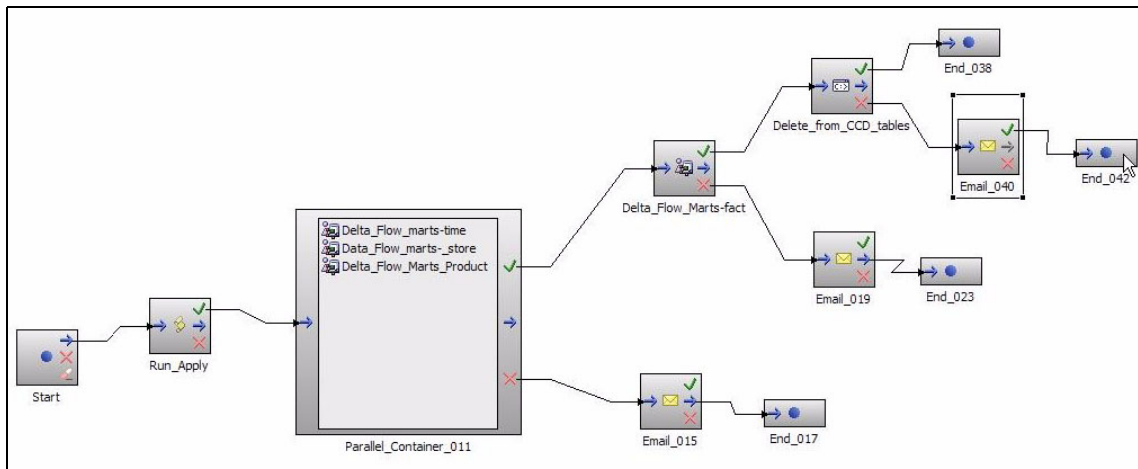 Start
Run_Apply
Delta_Flow_marts-time
Data_Flow_marts-_store
Delta_Flow_Marts_Product
Parallel_Container_011
Delta_Flow_Marts-fact
Delete_from_CCD_tables
End_038
Email_040
End_042
Email_019
End_023
Email_015
End_017